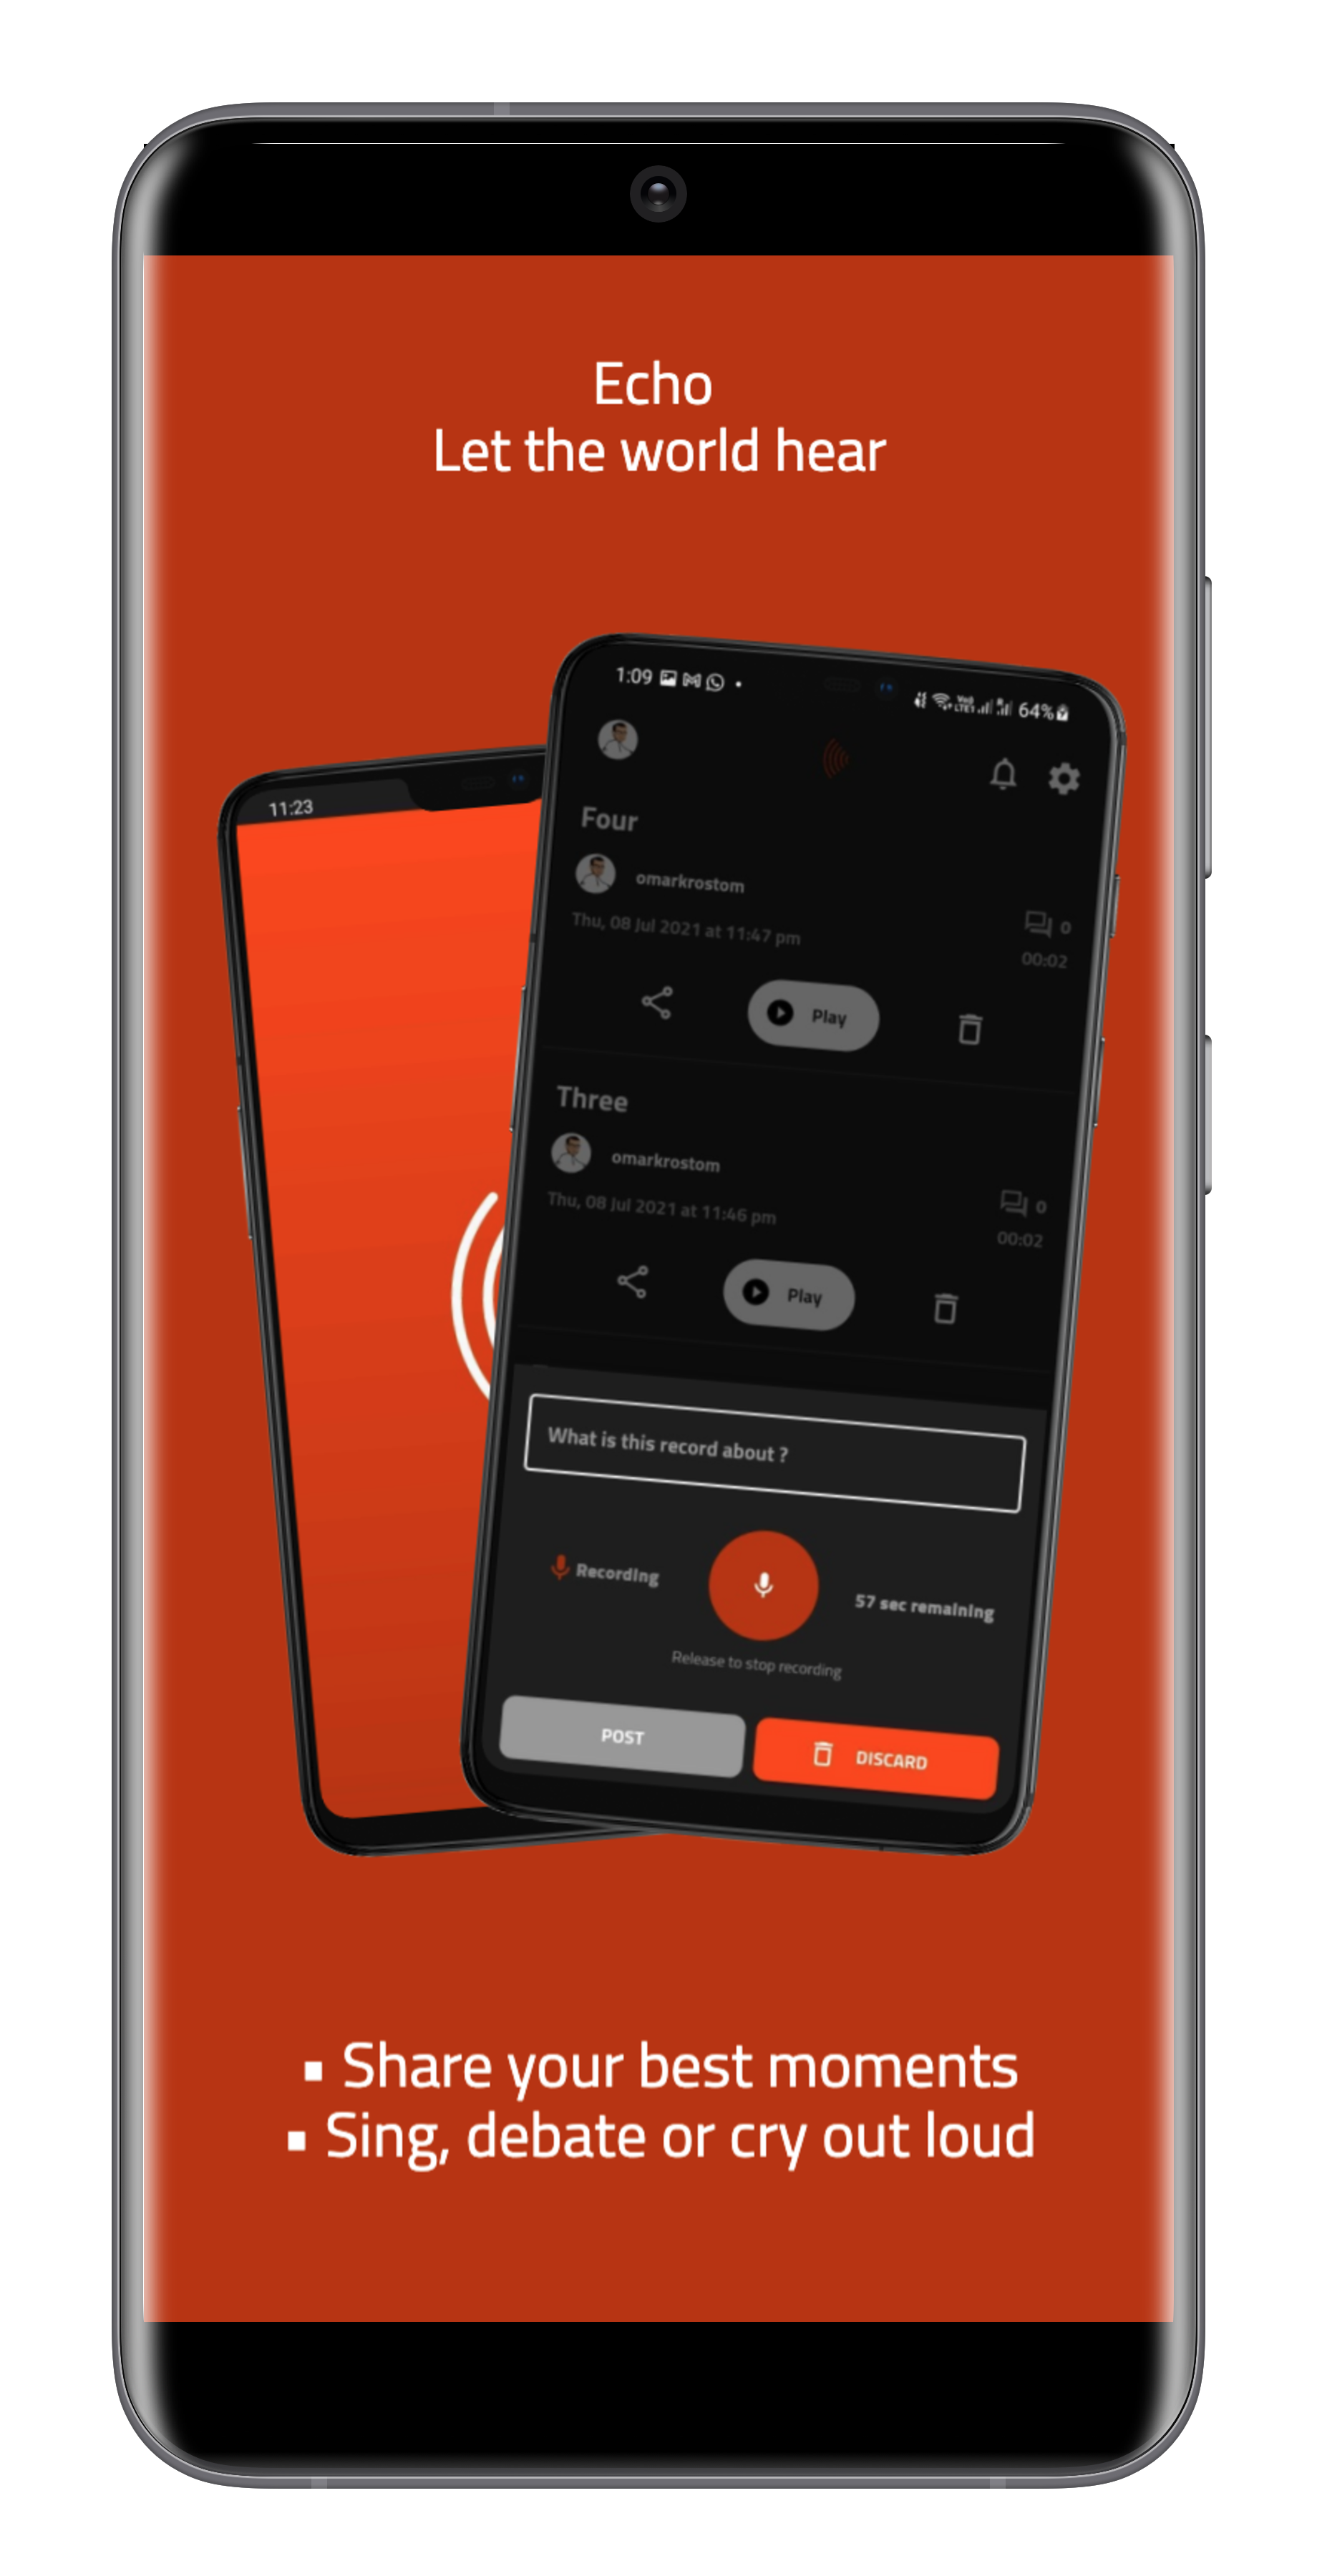 Echo
Let the world hear
11:23
1:09
64%
Four
omarkrostom
Thu, 08 Jul 2021 at 11:47 pm
0
00:02
Play
Three
omarkrostom
Thu, 08 Jul 2021 at 11:46 pm
0
00:02
Play
What is this record about ?
Recording
57 sec remaining
Release to stop recording
POST
DISCARD
▪ Share your best moments
▪ Sing, debate or cry out loud